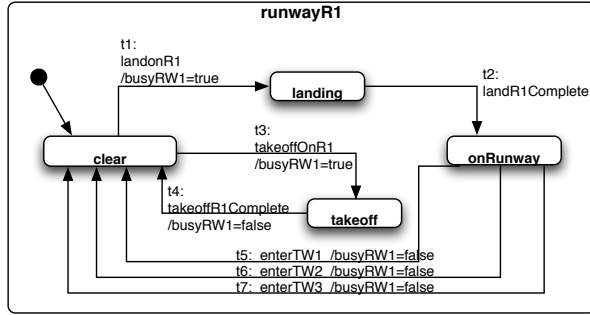 runwayR1
t1:
landonR1
/busyRW1=true
landing
t2:
landR1Complete
t3:
takeoffOnR1
/busyRW1=true
clear
onRunway
t4:
takeoffR1Complete
/busyRW1=false
takeoff
t5: enterTW1 /busyRW1=false
t6: enterTW2 /busyRW1=false
t7: enterTW3 /busyRW1=false